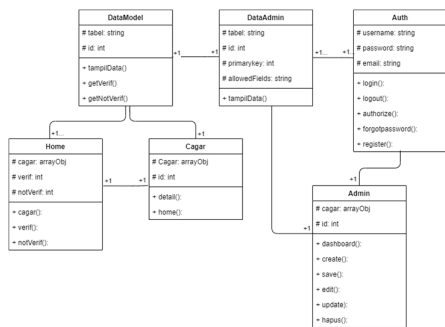 DataModel
# tabel: string
# id: int
+ tampilData()
+ getVerif()
+ getNotVerif()
DataAdmin
# tabel: string
# id: int
# primarykey: int
# allowedFields: string
+ tampilData()
Auth
# username: string
# password: string
# email: string
+ login():
+ logout():
+ authorize():
+ forgotpassword():
+ register():
+1
+1
+1...
+1...
+1...
+1
Home
# cagar: arrayObj
# verif: int
# notVerif: int
+ cagar():
+ verif():
+ notVerif():
+1
+1
Cagar
# Cagar: arrayObj
# id: int
+ detail():
+ home():
+1
+1
Admin
# cagar: arrayObj
# id: int
+ dashboard():
+ create():
+ save():
+ edit():
+ update):
+ hapus():